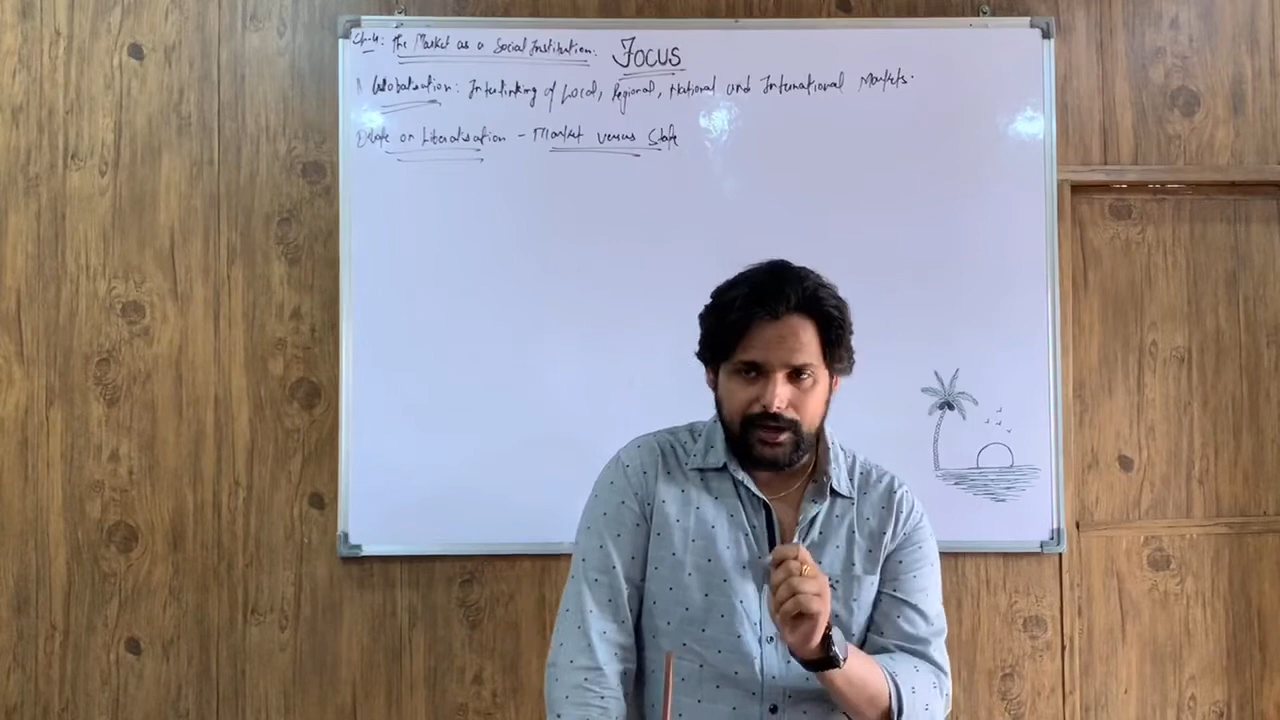 Ch-4: The Market as a Social Institution: FOCUS
Globalisation: Interlinking of Local, Regional, National and International Markets.
Debate on Liberalisation - Market versus State